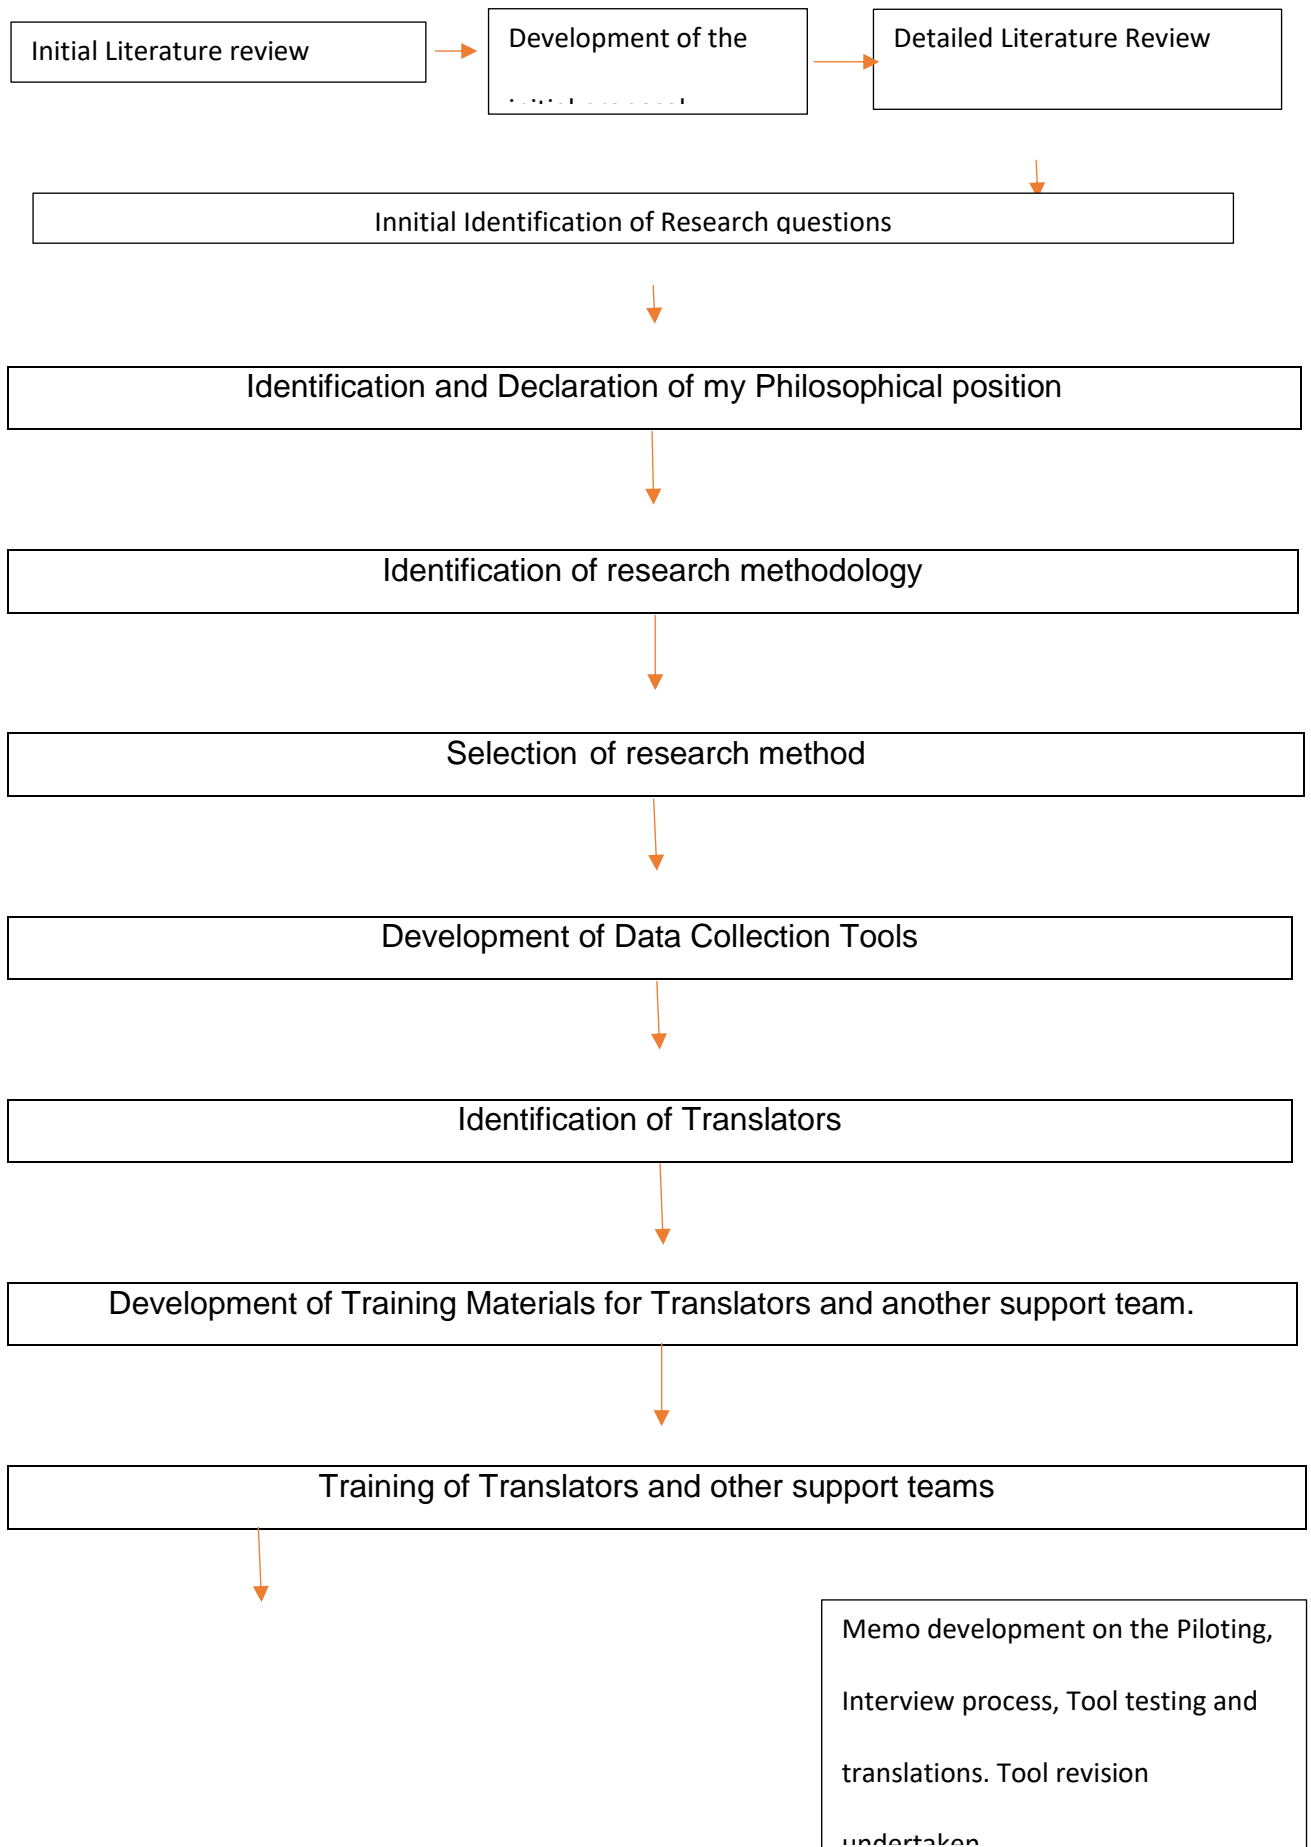 Initial Literature review
Development of the
initial proposal
Detailed Literature Review
Innitial Identification of Research questions
Identification and Declaration of my Philosophical position
Identification of research methodology
Selection of research method
Development of Data Collection Tools
Identification of Translators
Development of Training Materials for Translators and another support team.
Training of Translators and other support teams
Memo development on the Piloting,
Interview process, Tool testing and
translations. Tool revision
undertaken